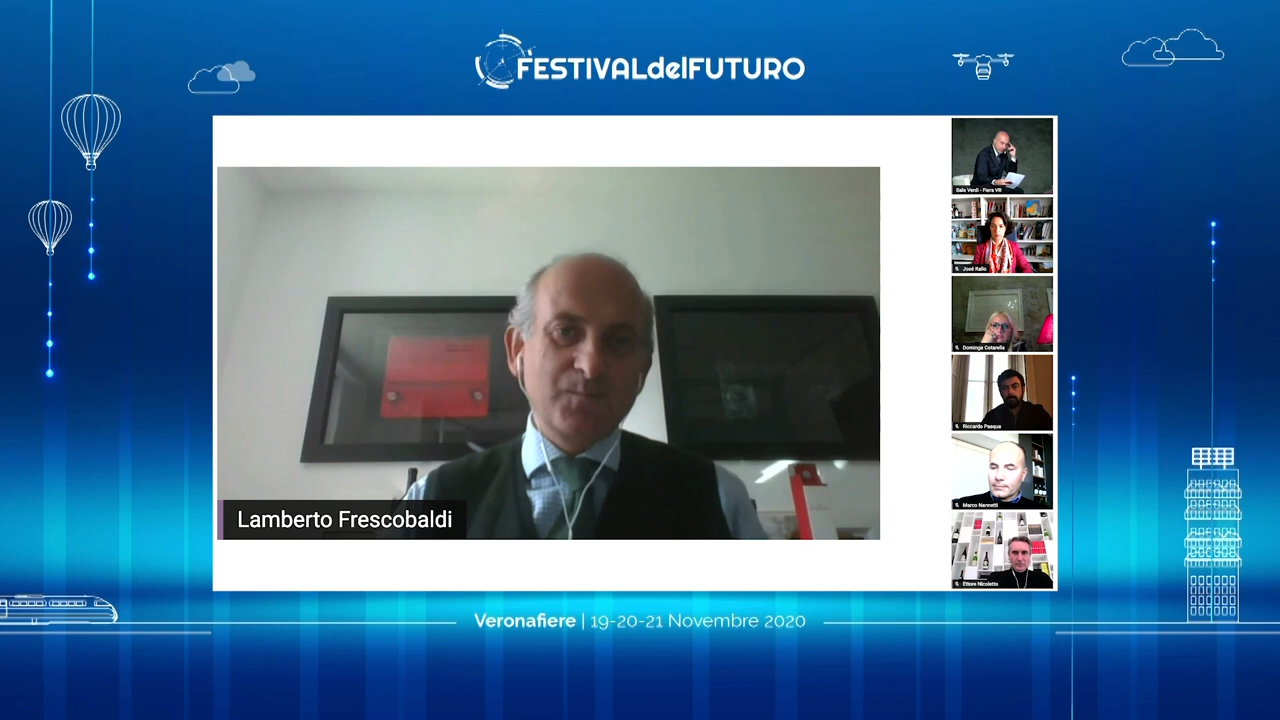 FESTIVALdelFUTURO
Lamberto Frescobaldi
Sala Verdi - Fiera VR
José Rallo
Dominga Cotarella
Riccardo Pasqua
Marco Nannetti
Ettore Nicoletto
Veronafiere | 19-20-21 Novembre 2020